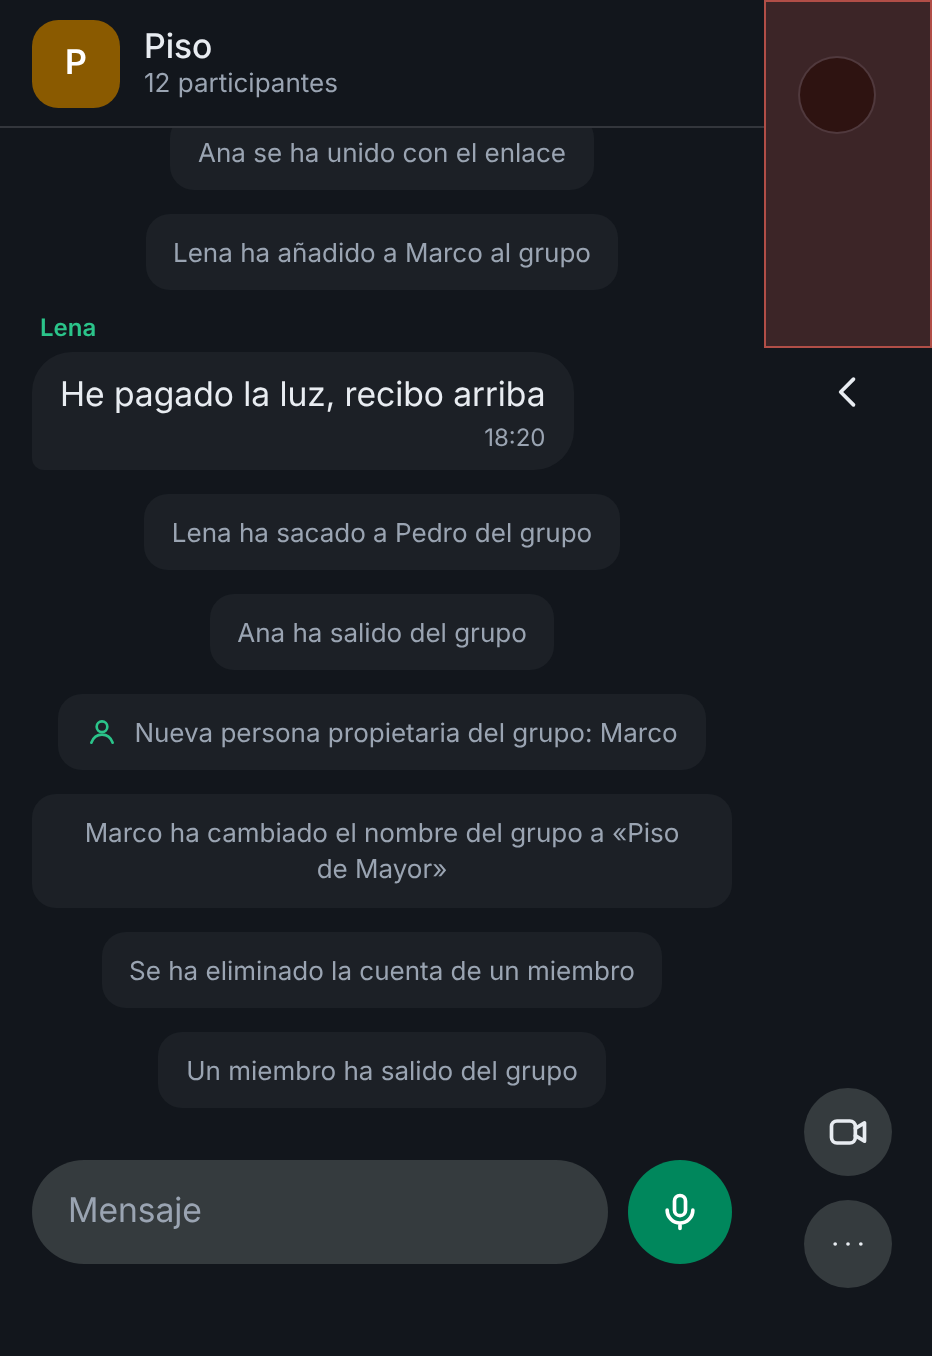 P
Piso
12 participantes
Ana se ha unido con el enlace
Lena ha añadido a Marco al grupo
Lena
He pagado la luz, recibo arriba
18:20
Lena ha sacado a Pedro del grupo
Ana ha salido del grupo
Nueva persona propietaria del grupo: Marco
Marco ha cambiado el nombre del grupo a «Piso
de Mayor»
Se ha eliminado la cuenta de un miembro
Un miembro ha salido del grupo
Mensaje